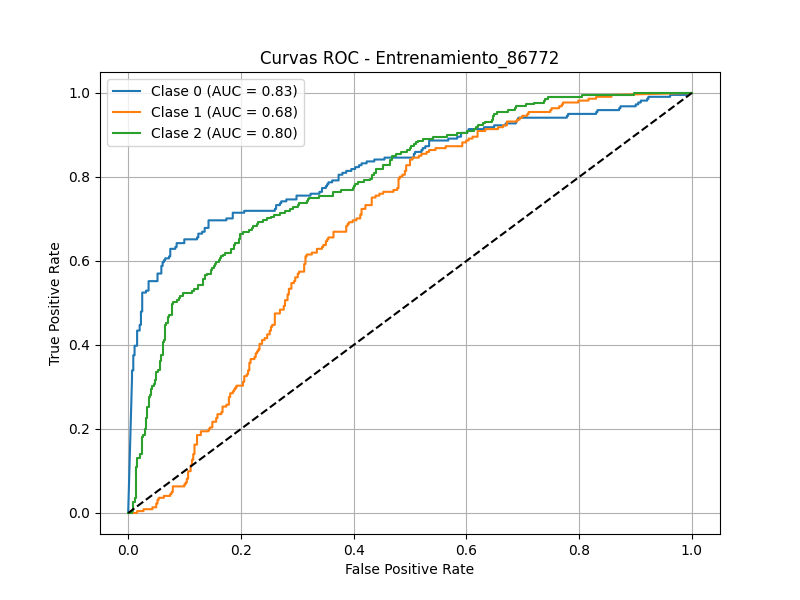 Curvas ROC - Entrenamiento_86772
Clase 0 (AUC = 0.83)
Clase 1 (AUC = 0.68)
Clase 2 (AUC = 0.80)
True Positive Rate
1.0
0.8
0.6
0.4
0.2
0.0
0.0 0.2 0.4 0.6 0.8 1.0
False Positive Rate